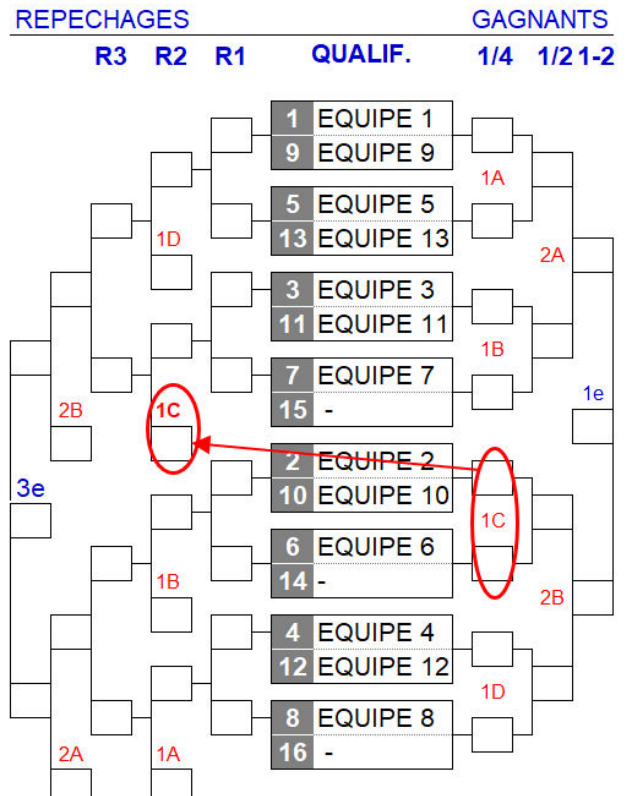 REPECHAGES GAGNANTS
R3 R2 R1 QUALIF. 1/4 1/2 1-2
1 EQUIPE 1
9 EQUIPE 9
1A
5 EQUIPE 5
1D
13 EQUIPE 13
2A
3 EQUIPE 3
11 EQUIPE 11
1B
7 EQUIPE 7
1e
2B 1C
15 -
2 EQUIPE 2
3e
10 EQUIPE 10
1C
6 EQUIPE 6
1B
14 -
2B
4 EQUIPE 4
12 EQUIPE 12
1D
8 EQUIPE 8
2A 1A
16 -